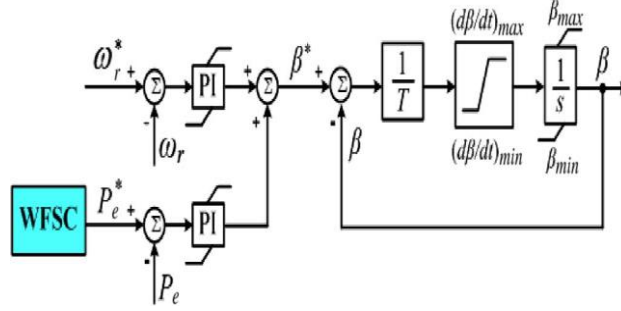 (dβ/dt)max
βmax
ω*r
+
Σ
PI
+
Σ
β*
+
Σ
1/T
1/s
β
-
ωr
+
-
β
(dβ/dt)min
βmin
WFSC
P*e
+
Σ
PI
-
Pe